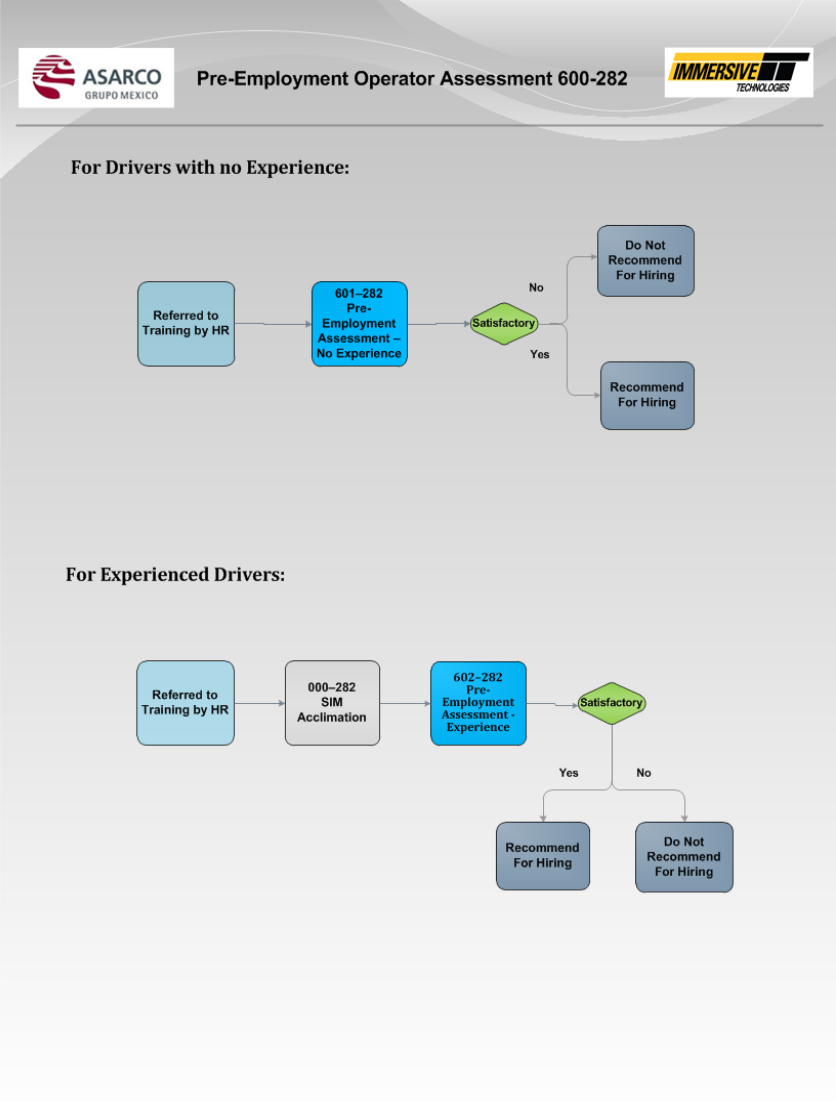 ASARCO
GRUPO MEXICO
Pre-Employment Operator Assessment 600-282
IMMERSIVE
TECHNOLOGIES
For Drivers with no Experience:
Referred to
Training by HR
601–282
Pre-
Employment
Assessment –
No Experience
Satisfactory
No
Yes
Do Not
Recommend
For Hiring
Recommend
For Hiring
For Experienced Drivers:
Referred to
Training by HR
000–282
SIM
Acclimation
602–282
Pre-
Employment
Assessment -
Experience
Satisfactory
Yes
No
Recommend
For Hiring
Do Not
Recommend
For Hiring